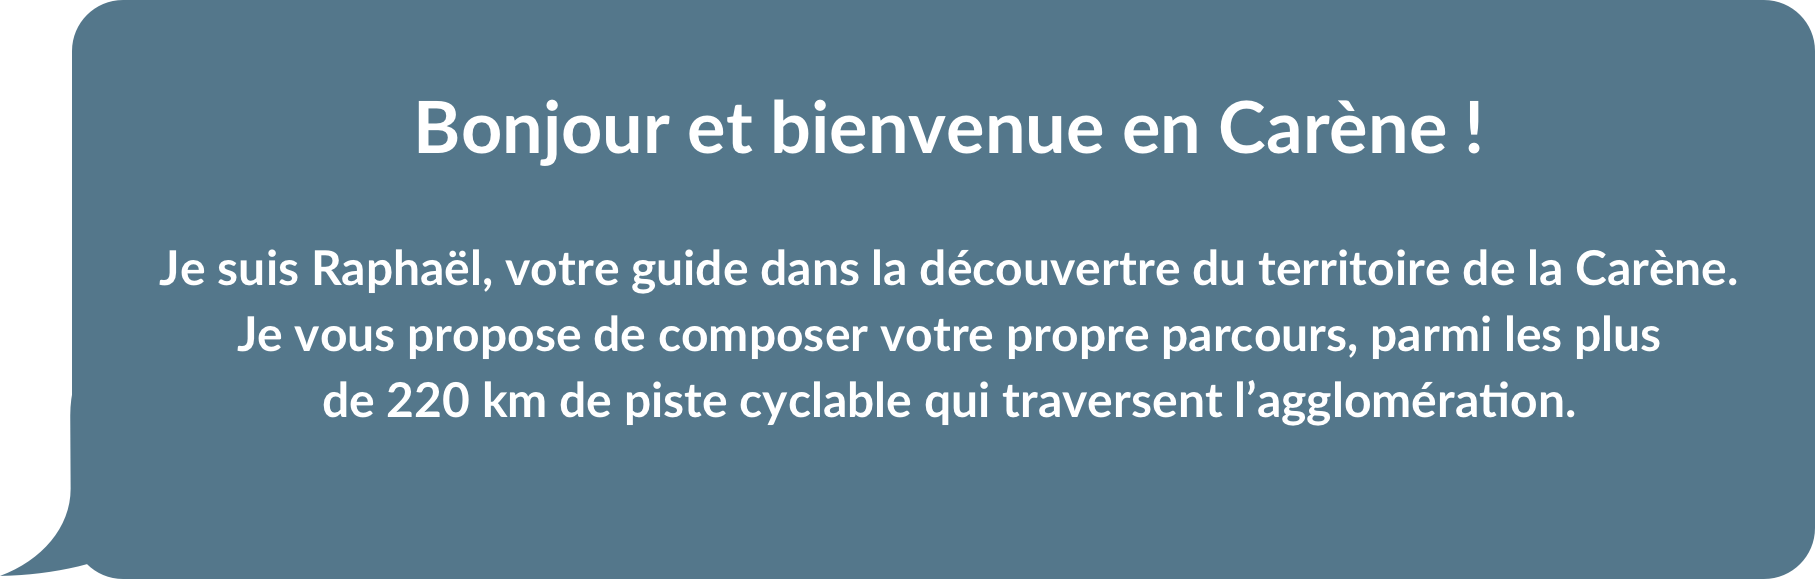 Bonjour et bienvenue en Carène !
Je suis Raphaël, votre guide dans la découvertre du territoire de la Carène.
Je vous propose de composer votre propre parcours, parmi les plus
de 220 km de piste cyclable qui traversent l’agglomération.